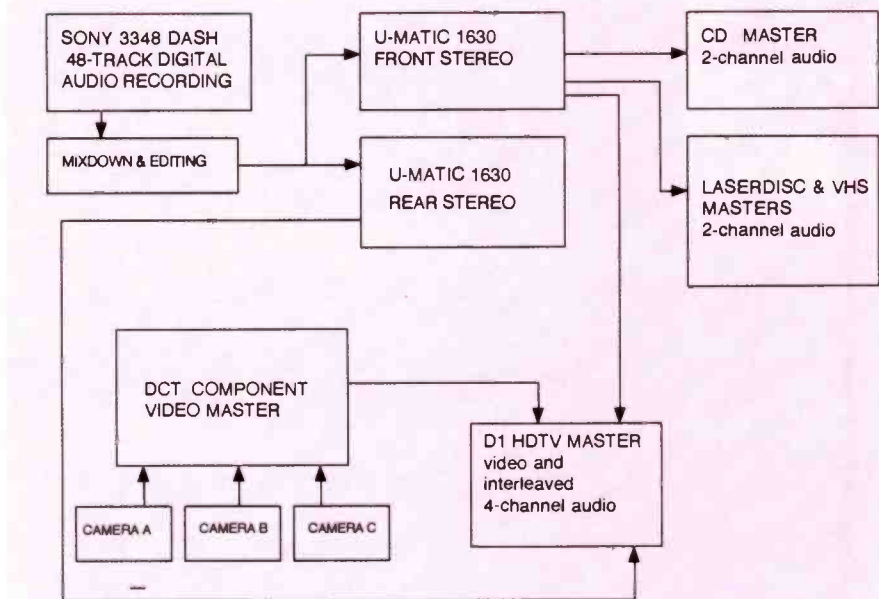 SONY 3348 DASH
48-TRACK DIGITAL
AUDIO RECORDING
MIXDOWN & EDITING
U-MATIC 1630
FRONT STEREO
U-MATIC 1630
REAR STEREO
CD MASTER
2-channel audio
LASERDISC & VHS
MASTERS
2-channel audio
DCT COMPONENT
VIDEO MASTER
CAMERA A
CAMERA B
CAMERA C
D1 HDTV MASTER
video and
interleaved
4-channel audio